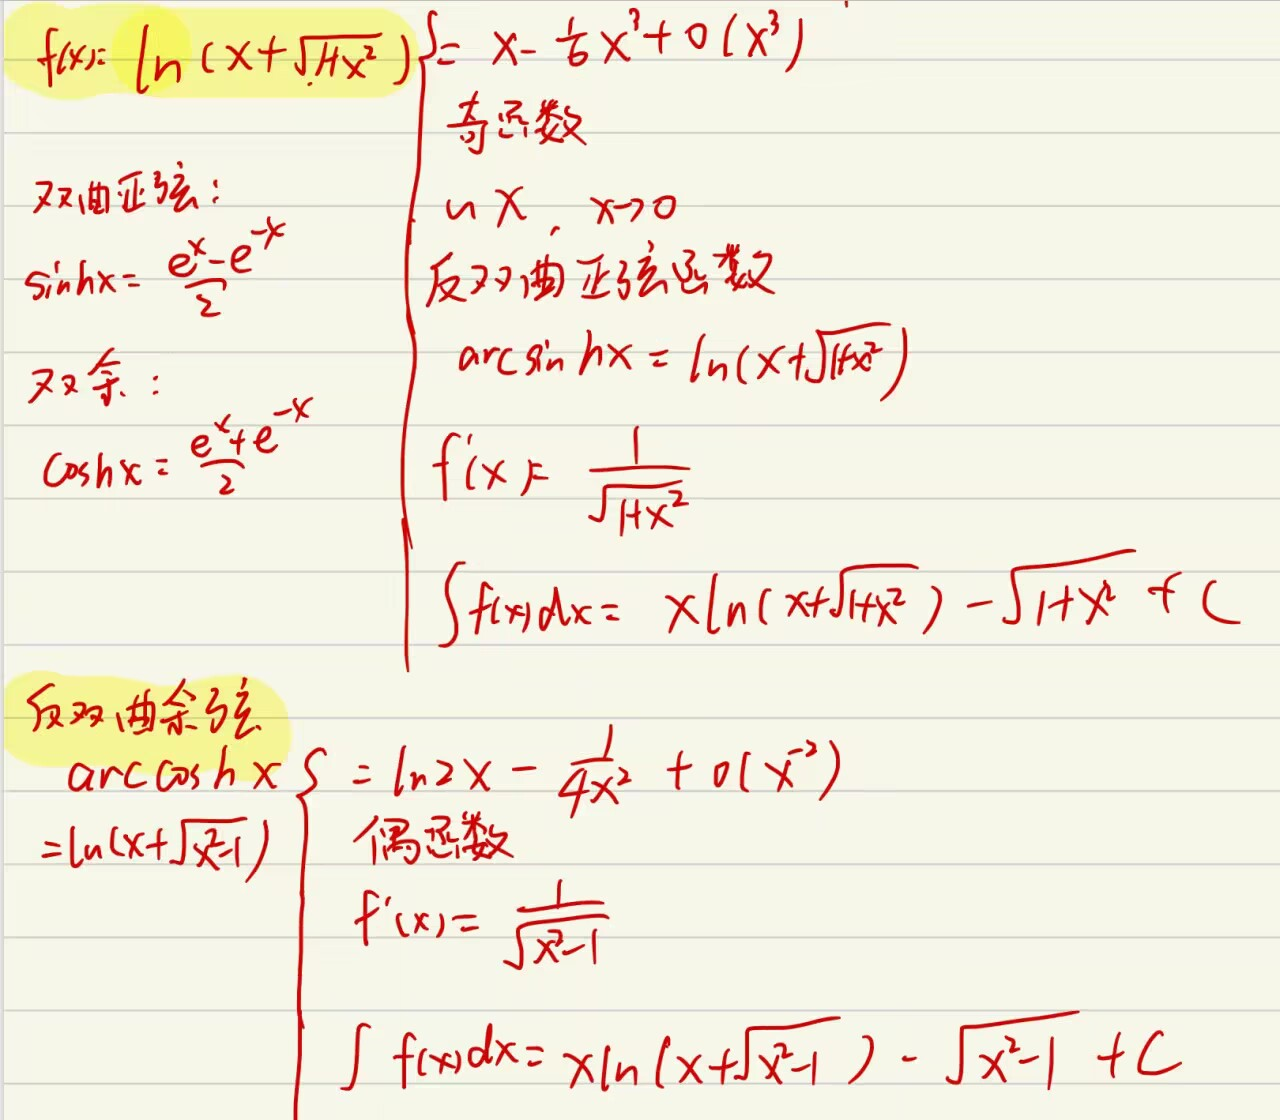 f(x)= ln(x+√(1+x²)) { = x - 1/6 x³ + o(x³)
奇函数
∽ x, x→0
反双曲正弦函数
arcsinhx = ln(x+√(1+x²))
f'(x)= 1/√(1+x²)
∫f(x)dx = xln(x+√(1+x²)) - √(1+x²) + C
双曲正弦:
sinhx = (eˣ-e⁻ˣ)/2
双余:
coshx = (eˣ+e⁻ˣ)/2
反双曲余弦
arccoshx { = ln2x - 1/4x² + o(x⁻²)
=ln(x+√(x²-1))
偶函数
f'(x)= 1/√(x²-1)
∫f(x)dx = xln(x+√(x²-1)) - √(x²-1) + C